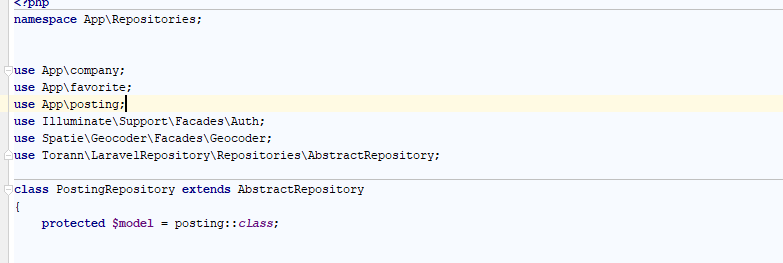 <?php
namespace App\Repositories;
use App\company;
use App\favorite;
use App\posting;
use Illuminate\Support\Facades\Auth;
use Spatie\Geocoder\Facades\Geocoder;
use Torann\LaravelRepository\Repositories\AbstractRepository;
class PostingRepository extends AbstractRepository
{
    protected $model = posting::class;